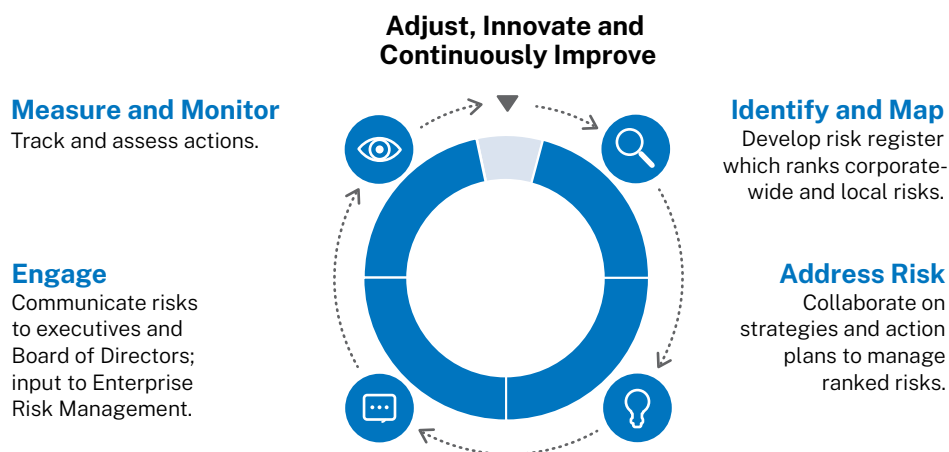 Adjust, Innovate and
Continuously Improve
Measure and Monitor
Track and assess actions.
Identify and Map
Develop risk register
which ranks corporate-
wide and local risks.
Engage
Communicate risks
to executives and
Board of Directors;
input to Enterprise
Risk Management.
Address Risk
Collaborate on
strategies and action
plans to manage
ranked risks.